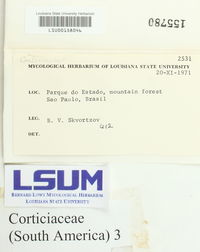 Louisiana State University Herbarium
LSU00158094
155780
2531
MYCOLOGICAL HERBARIUM OF LOUISIANA STATE UNIVERSITY
20-XI-1971
LOC. Parque do Estado, mountain forest
Sao Paulo, Brazil
LEG. B. V. Skvortzov
DET.
LSUM
BERNARD LOWY MYCOLOGICAL HERBARIUM
LOUISIANA STATE UNIVERSITY
Corticiaceae
(South America) 3